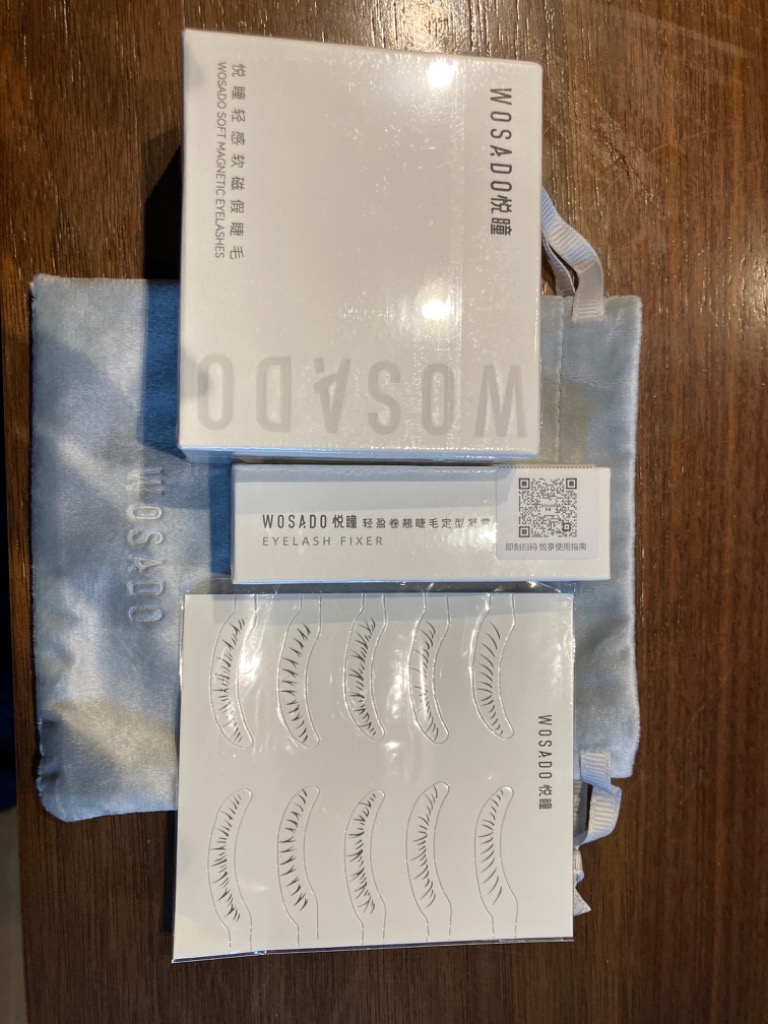 WOSADO悦瞳
悦瞳轻感软磁假睫毛
WOSADO SOFT MAGNETIC EYELASHES
WOSADO
WOSADO
WOSADO悦瞳 轻盈卷翘睫毛定型凝
EYELASH FIXER
即刻扫码 悦享使用指南
WOSADO 悦瞳